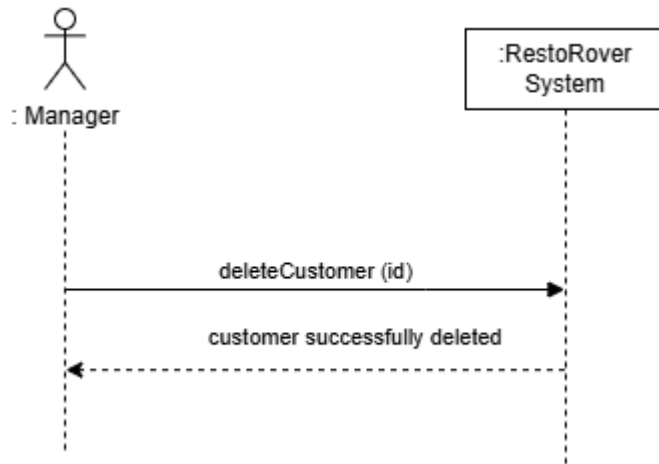 :RestoRover
System
: Manager
deleteCustomer (id)
customer successfully deleted